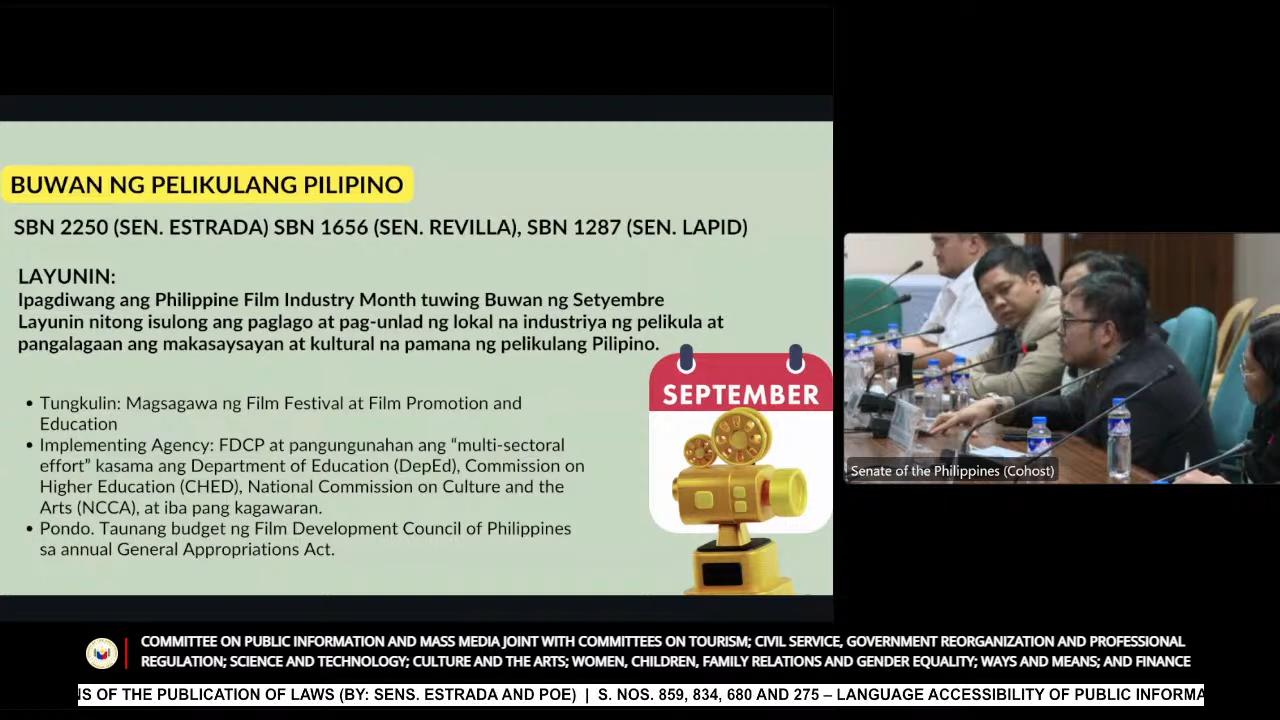 BUWAN NG PELIKULANG PILIPINO
SBN 2250 (SEN. ESTRADA) SBN 1656 (SEN. REVILLA), SBN 1287 (SEN. LAPID)
LAYUNIN:
Ipagdiwang ang Philippine Film Industry Month tuwing Buwan ng Setyembre
Layunin nitong isulong ang paglago at pag-unlad ng lokal na industriya ng pelikula at
pangalagaan ang makasaysayan at kultural na pamana ng pelikulang Pilipino.
• Tungkulin: Magsagawa ng Film Festival at Film Promotion and
Education
• Implementing Agency: FDCP at pangungunahan ang “multi-sectoral
effort” kasama ang Department of Education (DepEd), Commission on
Higher Education (CHED), National Commission on Culture and the
Arts (NCCA), at iba pang kagawaran.
• Pondo. Taunang budget ng Film Development Council of Philippines
sa annual General Appropriations Act.
SEPTEMBER
Senate of the Philippines (Cohost)
COMMITTEE ON PUBLIC INFORMATION AND MASS MEDIA JOINT WITH COMMITTEES ON TOURISM; CIVIL SERVICE, GOVERNMENT REORGANIZATION AND PROFESSIONAL
REGULATION; SCIENCE AND TECHNOLOGY; CULTURE AND THE ARTS; WOMEN, CHILDREN, FAMILY RELATIONS AND GENDER EQUALITY; WAYS AND MEANS; AND FINANCE
NS OF THE PUBLICATION OF LAWS (BY: SENS. ESTRADA AND POE) | S. NOS. 859, 834, 680 AND 275 – LANGUAGE ACCESSIBILITY OF PUBLIC INFORMA